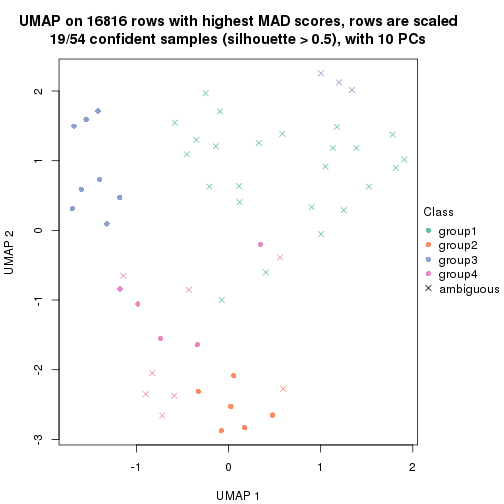 UMAP on 16816 rows with highest MAD scores, rows are scaled
19/54 confident samples (silhouette > 0.5), with 10 PCs
2
1
0
-1
-2
-3
UMAP 2
-1
0
1
2
UMAP 1
Class
group1
group2
group3
group4
ambiguous